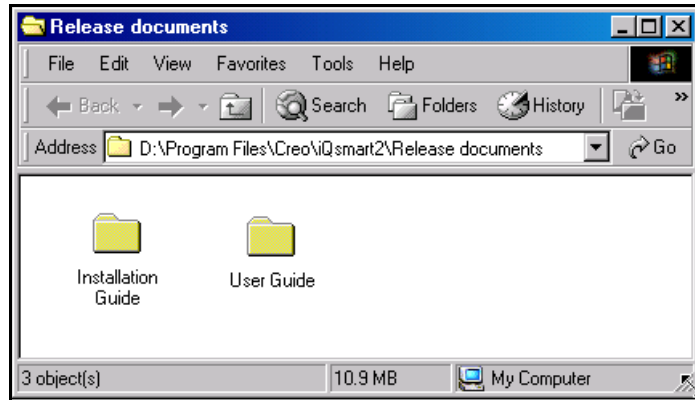 Release documents
File Edit View Favorites Tools Help
Back Search Folders History »
Address D:\Program Files\Creo\iQsmart2\Release documents Go
Installation
Guide
User Guide
3 object(s) 10.9 MB My Computer